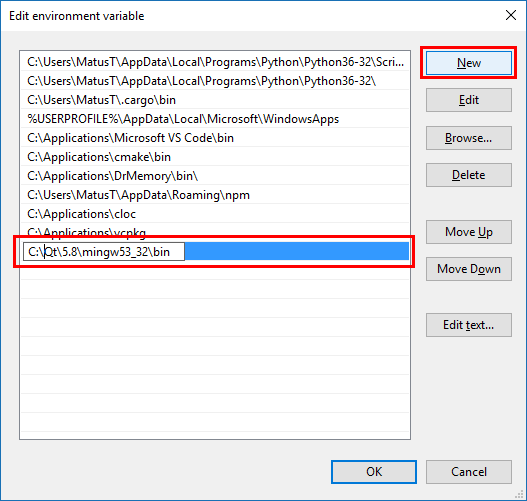 Edit environment variable
C:\Users\MatusT\AppData\Local\Programs\Python\Python36-32\Scri...
C:\Users\MatusT\AppData\Local\Programs\Python\Python36-32\
C:\Users\MatusT\.cargo\bin
%USERPROFILE%\AppData\Local\Microsoft\WindowsApps
C:\Applications\Microsoft VS Code\bin
C:\Applications\cmake\bin
C:\Applications\DrMemory\bin\
C:\Users\MatusT\AppData\Roaming\npm
C:\Applications\cloc
C:\Applications\vcpkg
C:\Qt\5.8\mingw53_32\bin
New
Edit
Browse...
Delete
Move Up
Move Down
Edit text...
OK
Cancel